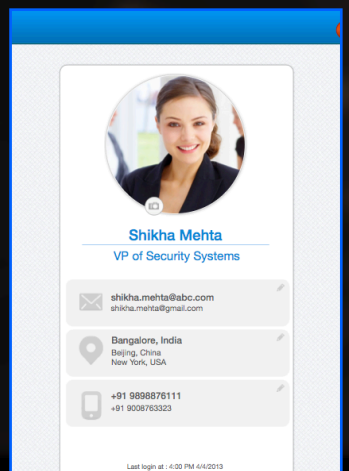 Shikha Mehta
VP of Security Systems
shikha.mehta@abc.com
shikha.mehta@gmail.com
Bangalore, India
Beijing, China
New York, USA
+91 9898876111
+91 9008763323
Last login at : 4:00 PM 4/4/2013